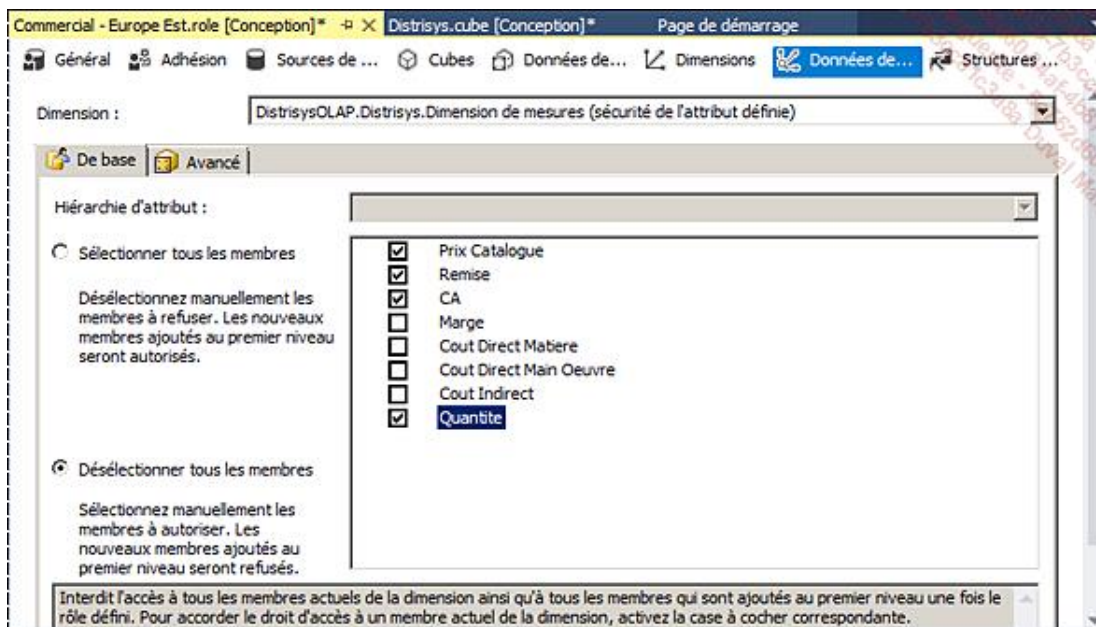 Commercial - Europe Est.role [Conception]* Distrisys.cube [Conception]* Page de démarrage
Général Adhésion Sources de ... Cubes Données de... Dimensions Données de... Structures ...
Dimension : DistrisysOLAP.Distrisys.Dimension de mesures (sécurité de l'attribut définie)
De base Avancé
Hiérarchie d'attribut :
Sélectionner tous les membres
Désélectionnez manuellement les
membres à refuser. Les nouveaux
membres ajoutés au premier niveau
seront autorisés.
Prix Catalogue
Remise
CA
Marge
Cout Direct Matiere
Cout Direct Main Oeuvre
Cout Indirect
Quantite
Désélectionner tous les membres
Sélectionnez manuellement les
membres à autoriser. Les
nouveaux membres ajoutés au
premier niveau seront refusés.
Interdit l'accès à tous les membres actuels de la dimension ainsi qu'à tous les membres qui sont ajoutés au premier niveau une fois le
rôle défini. Pour accorder le droit d'accès à un membre actuel de la dimension, activez la case à cocher correspondante.